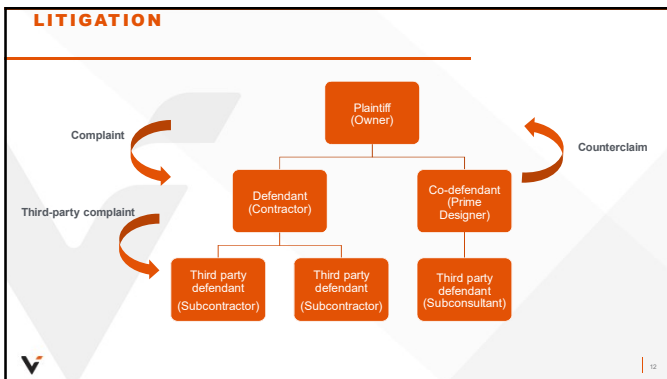 LITIGATION
Plaintiff
(Owner)
Complaint
Counterclaim
Defendant
(Contractor)
Co-defendant
(Prime
Designer)
Third-party complaint
Third party
defendant
(Subcontractor)
Third party
defendant
(Subcontractor)
Third party
defendant
(Subconsultant)
12